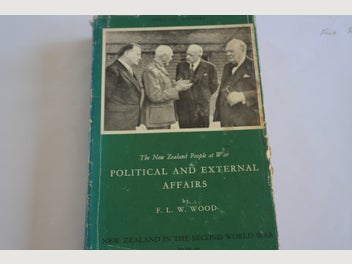 The New Zealand People at War
POLITICAL AND EXTERNAL
AFFAIRS
by
F. L. W. WOOD
NEW ZEALAND IN THE SECOND WORLD WAR